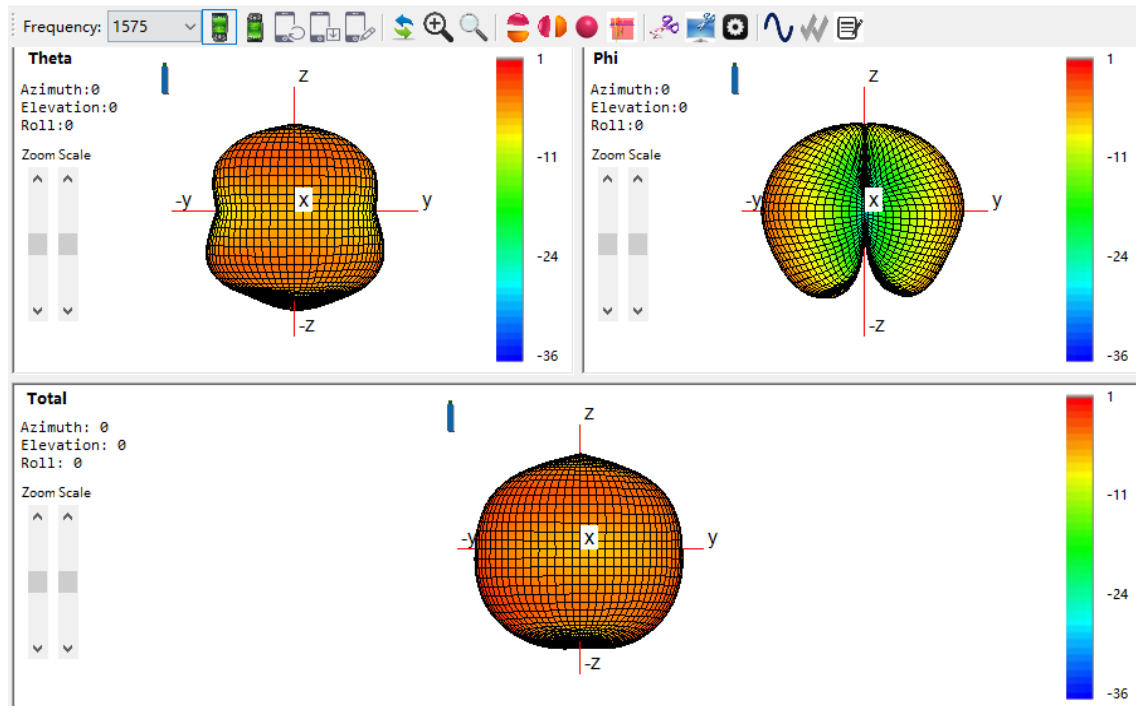 Frequency: 1575
Theta
Azimuth:0
Elevation:0
Roll:0
Zoom Scale
z
-y
x
y
-z
1
-11
-24
-36
Phi
Azimuth:0
Elevation:0
Roll:0
Zoom Scale
z
-y
x
y
-z
1
-11
-24
-36
Total
Azimuth: 0
Elevation: 0
Roll: 0
Zoom Scale
z
-y
x
y
-z
1
-11
-24
-36